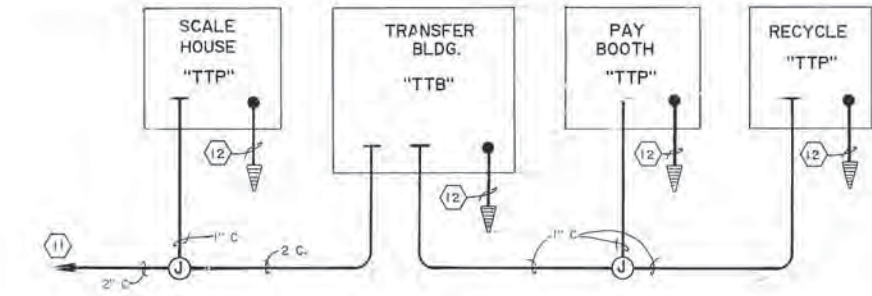 SCALE
HOUSE
"TTP"
TRANSFER
BLDG.
"TTB"
PAY
BOOTH
"TTP"
RECYCLE
"TTP"
12
12
12
12
11
1" C.
2 C.
1" C
J
J
2" C